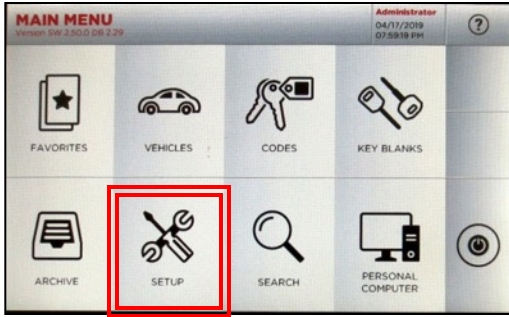 MAIN MENU
Version SW 2.50.0 DB 2.29
Administrator
04/17/2019
07:59:19 PM
?
FAVORITES
VEHICLES
CODES
KEY BLANKS
ARCHIVE
SETUP
SEARCH
PERSONAL
COMPUTER